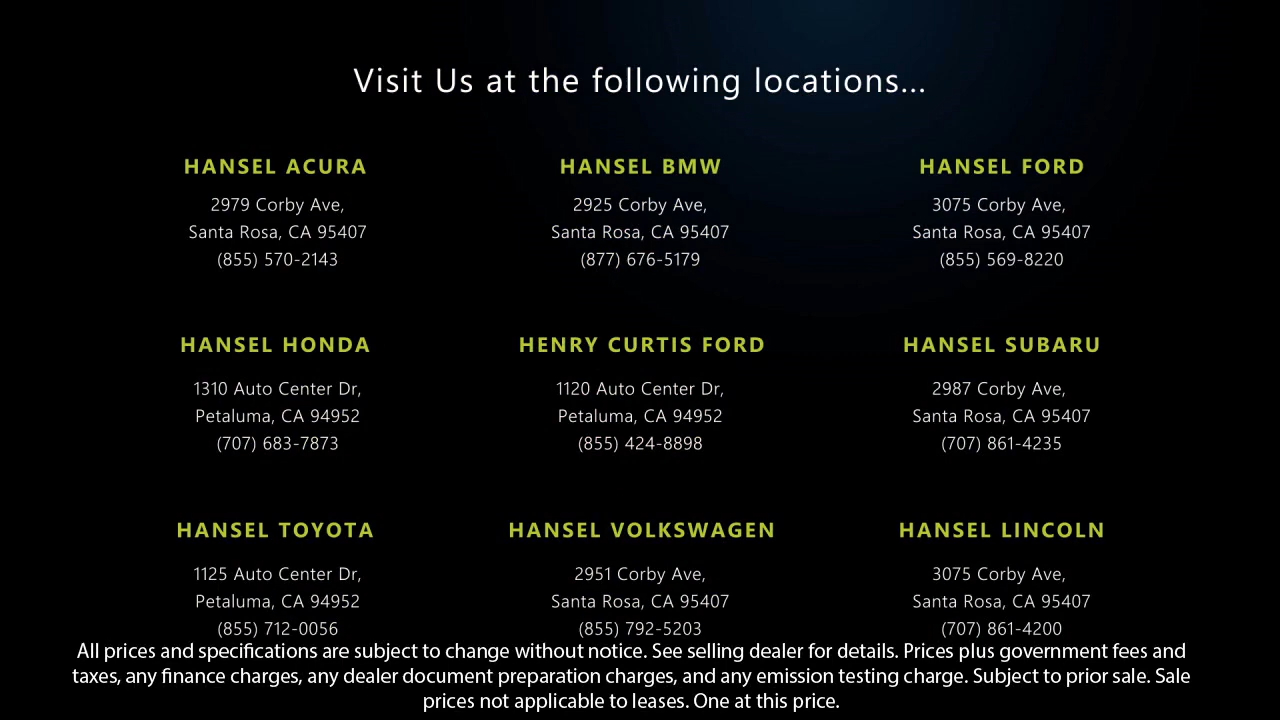 Visit Us at the following locations...
HANSEL ACURA
2979 Corby Ave,
Santa Rosa, CA 95407
(855) 570-2143
HANSEL BMW
2925 Corby Ave,
Santa Rosa, CA 95407
(877) 676-5179
HANSEL FORD
3075 Corby Ave,
Santa Rosa, CA 95407
(855) 569-8220
HANSEL HONDA
1310 Auto Center Dr,
Petaluma, CA 94952
(707) 683-7873
HENRY CURTIS FORD
1120 Auto Center Dr,
Petaluma, CA 94952
(855) 424-8898
HANSEL SUBARU
2987 Corby Ave,
Santa Rosa, CA 95407
(707) 861-4235
HANSEL TOYOTA
1125 Auto Center Dr,
Petaluma, CA 94952
(855) 712-0056
HANSEL VOLKSWAGEN
2951 Corby Ave,
Santa Rosa, CA 95407
(855) 792-5203
HANSEL LINCOLN
3075 Corby Ave,
Santa Rosa, CA 95407
(707) 861-4200
All prices and specifications are subject to change without notice. See selling dealer for details. Prices plus government fees and
taxes, any finance charges, any dealer document preparation charges, and any emission testing charge. Subject to prior sale. Sale
prices not applicable to leases. One at this price.